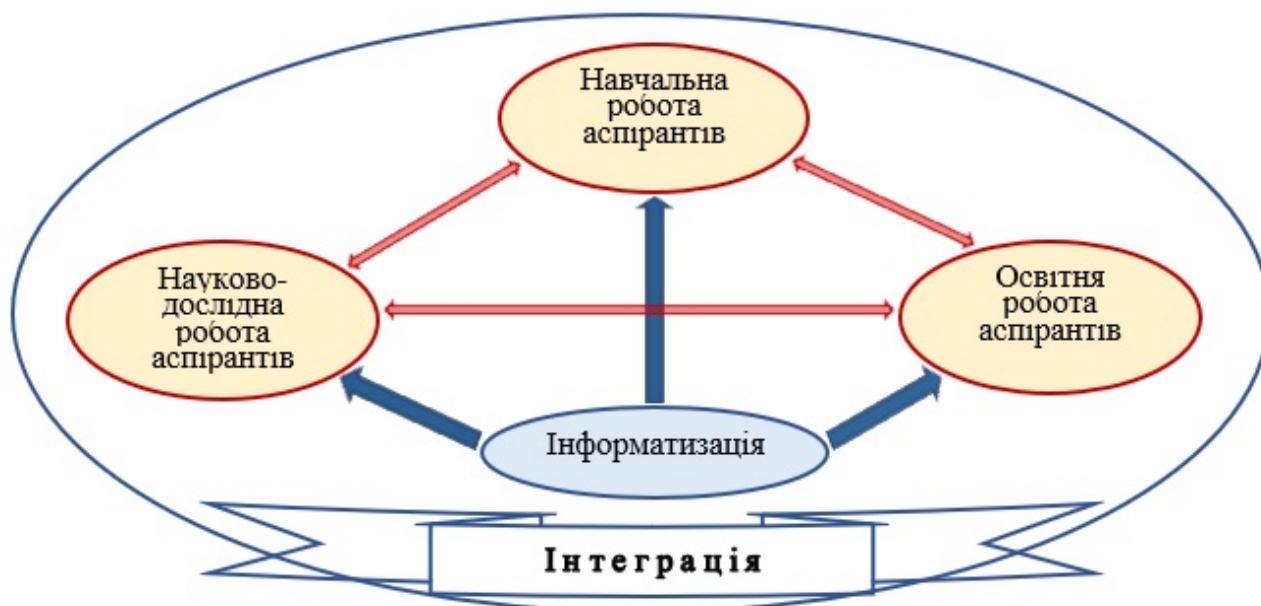 Навчальна
робота
аспірантів
Науково-
дослідна
робота
аспірантів
Освітня
робота
аспірантів
Інформатизація
Інтеграція